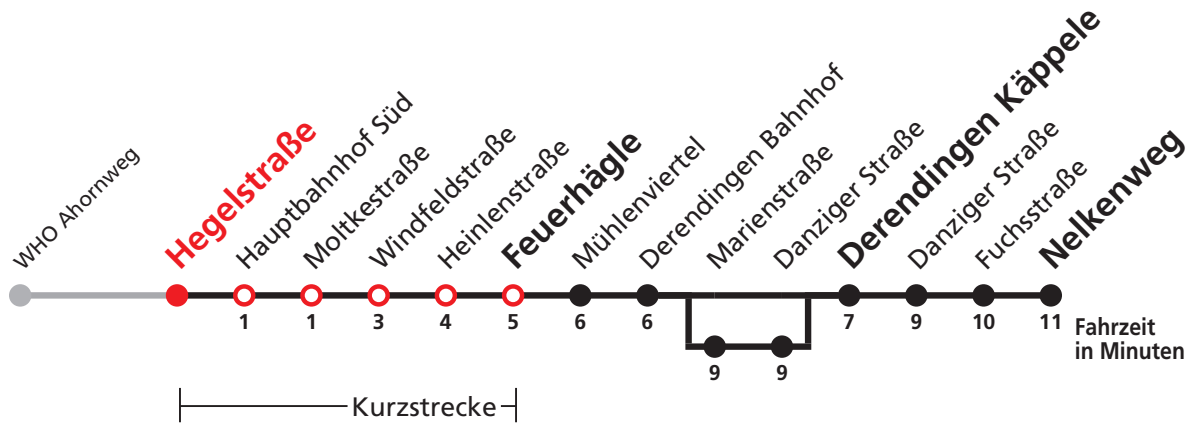 WHO Ahornweg
Hegelstraße
Hauptbahnhof Süd
Moltkestraße
Windfeldstraße
Heinlenstraße
Feuerhägle
Mühlenviertel
Derendingen Bahnhof
Marienstraße
Danziger Straße
Derendingen Käppele
Danziger Straße
Fuchsstraße
Nelkenweg
1 1 3 4 5 6 6 7 9 10 11
Fahrzeit
in Minuten
9 9
Kurzstrecke